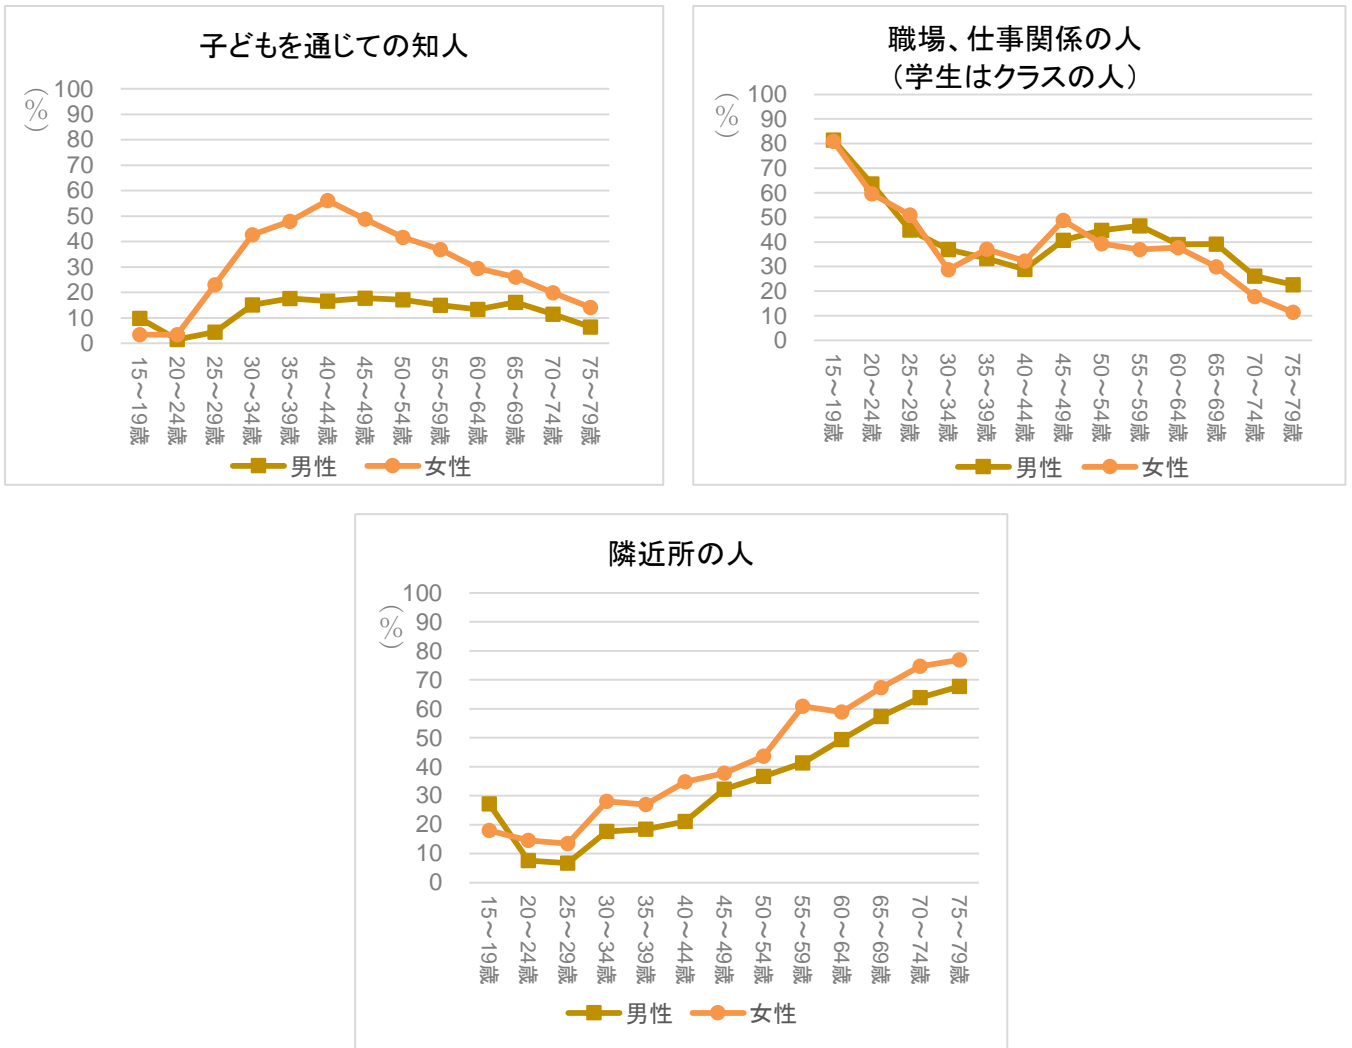 子どもを通じての知人
(%)
100
90
80
70
60
50
40
30
20
10
0
15～19歳
20～24歳
25～29歳
30～34歳
35～39歳
40～44歳
45～49歳
50～54歳
55～59歳
60～64歳
65～69歳
70～74歳
75～79歳
男性 女性
職場、仕事関係の人
（学生はクラスの人）
(%)
100
90
80
70
60
50
40
30
20
10
0
15～19歳
20～24歳
25～29歳
30～34歳
35～39歳
40～44歳
45～49歳
50～54歳
55～59歳
60～64歳
65～69歳
70～74歳
75～79歳
男性 女性
隣近所の人
(%)
100
90
80
70
60
50
40
30
20
10
0
15～19歳
20～24歳
25～29歳
30～34歳
35～39歳
40～44歳
45～49歳
50～54歳
55～59歳
60～64歳
65～69歳
70～74歳
75～79歳
男性 女性